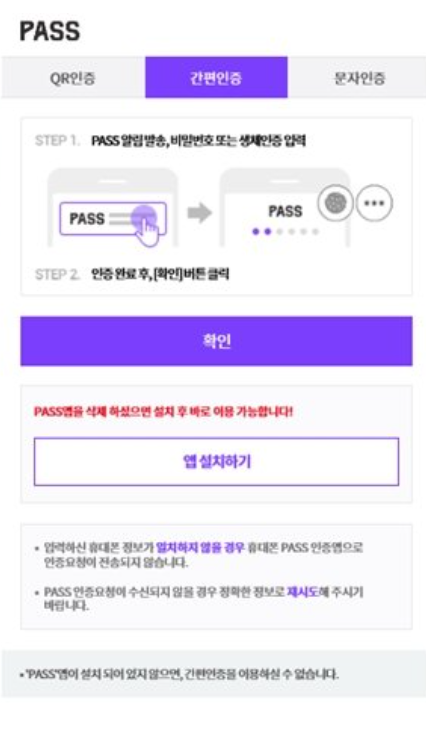 PASS
QR인증
간편인증
문자인증
STEP 1. PASS 알림 발송, 비밀번호 또는 생체인증 입력
PASS
PASS
STEP 2. 인증 완료 후, [확인]버튼 클릭
확인
PASS앱을 삭제 하셨으면 설치 후 바로 이용 가능합니다!
앱 설치하기
• 입력하신 휴대폰 정보가 일치하지 않을 경우 휴대폰 PASS 인증앱으로
인증요청이 전송되지 않습니다.
• PASS 인증요청이 수신되지 않을 경우 정확한 정보로 재시도해 주시기
바랍니다.
• 'PASS'앱이 설치 되어 있지 않으면, 간편인증을 이용하실 수 없습니다.